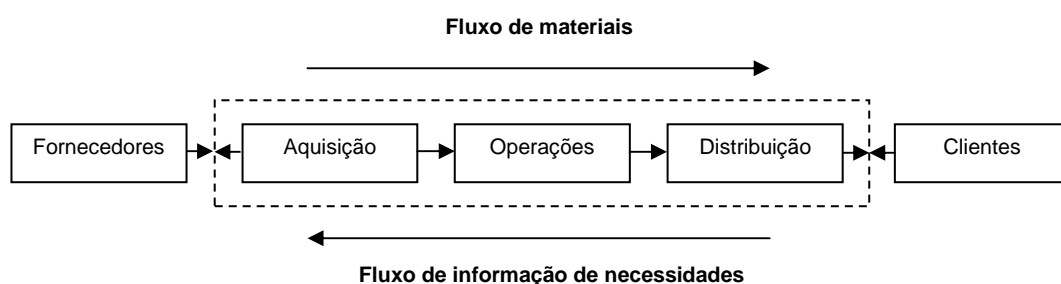 Fluxo de materiais
Fornecedores
Aquisição
Operações
Distribuição
Clientes
Fluxo de informação de necessidades